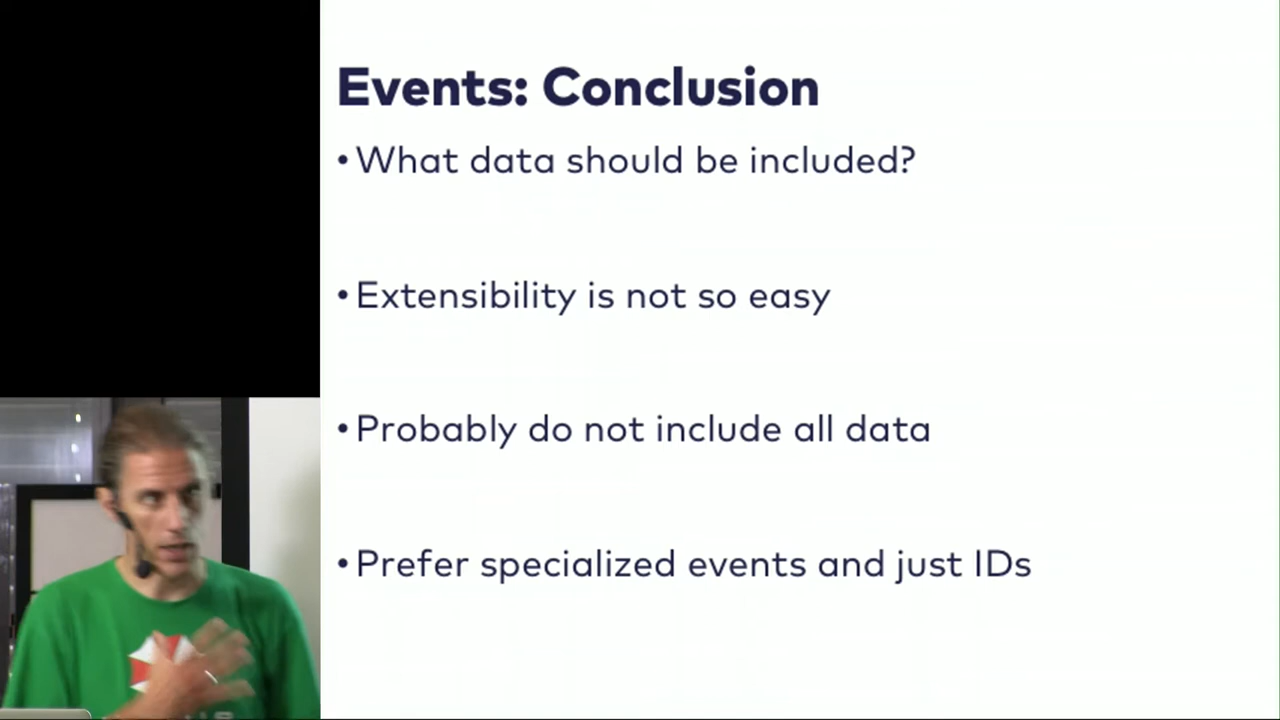 Events: Conclusion
• What data should be included?
• Extensibility is not so easy
• Probably do not include all data
• Prefer specialized events and just IDs